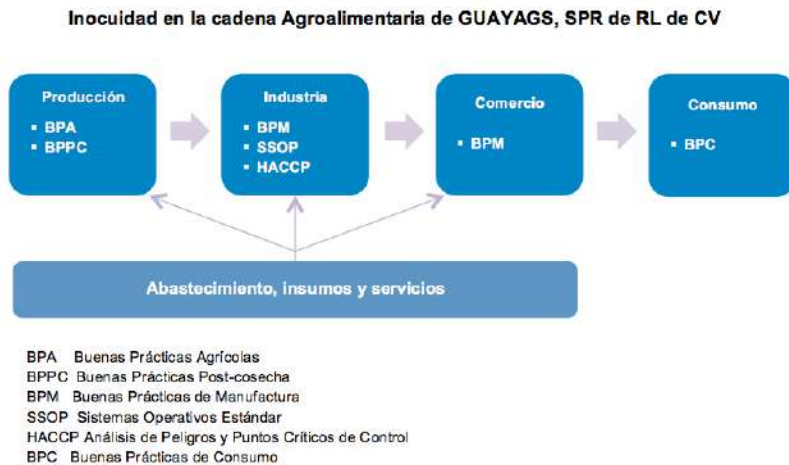 Inocuidad en la cadena Agroalimentaria de GUAYAGS, SPR de RL de CV
Producción
▪ BPA
▪ BPPC
Industria
▪ BPM
▪ SSOP
▪ HACCP
Comercio
▪ BPM
Consumo
▪ BPC
Abastecimiento, insumos y servicios
BPA Buenas Prácticas Agrícolas
BPPC Buenas Prácticas Post-cosecha
BPM Buenas Prácticas de Manufactura
SSOP Sistemas Operativos Estándar
HACCP Análisis de Peligros y Puntos Críticos de Control
BPC Buenas Prácticas de Consumo